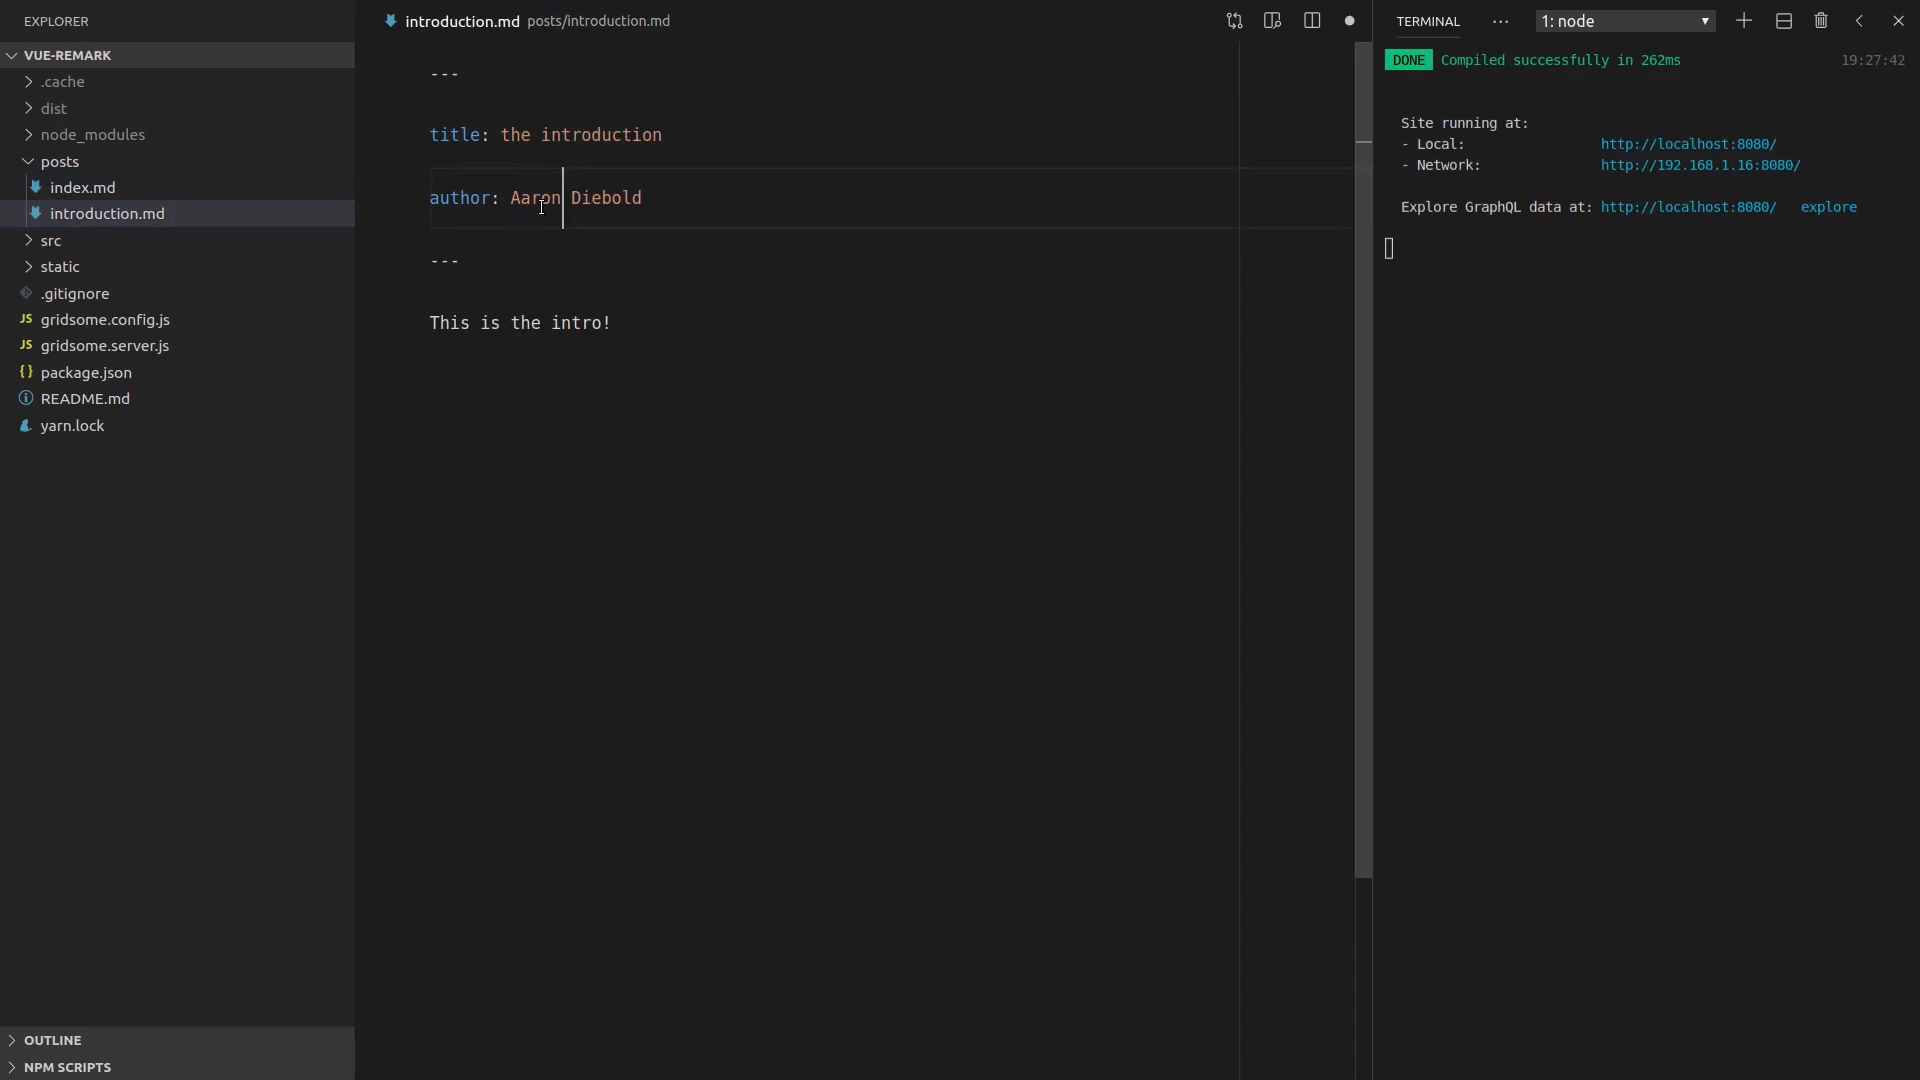 EXPLORER
VUE-REMARK
.cache
dist
node_modules
posts
index.md
introduction.md
src
static
.gitignore
JS gridsome.config.js
JS gridsome.server.js
{ } package.json
README.md
yarn.lock
OUTLINE
NPM SCRIPTS
introduction.md posts/introduction.md
---
title: the introduction
author: Aaron Diebold
---
This is the intro!
TERMINAL ... 1: node
DONE Compiled successfully in 262ms 19:27:42
Site running at:
- Local: http://localhost:8080/
- Network: http://192.168.1.16:8080/
Explore GraphQL data at: http://localhost:8080/ explore